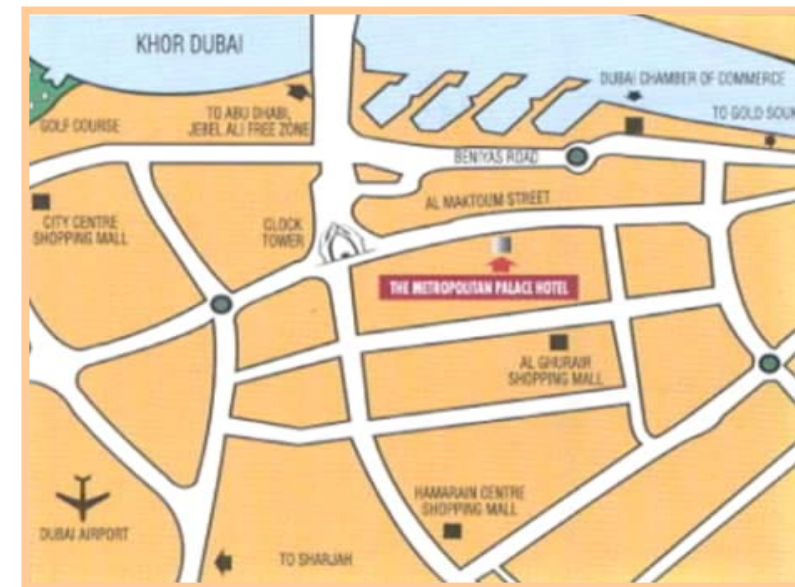 KHOR DUBAI
DUBAI CHAMBER OF COMMERCE
GOLF COURSE
TO ABU DHABI,
JEBEL ALI FREE ZONE
TO GOLD SOUK
BENIYAS ROAD
AL MAKTOUM STREET
CITY CENTRE
SHOPPING MALL
CLOCK
TOWER
THE METROPOLITAN PALACE HOTEL
AL GHURAIR
SHOPPING MALL
HAMARAIN CENTRE
SHOPPING MALL
DUBAI AIRPORT
TO SHARJAH